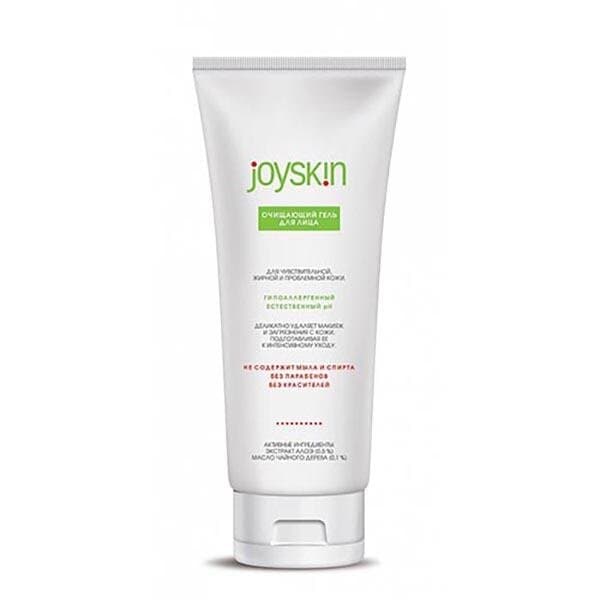 joyskin
ОЧИЩАЮЩИЙ ГЕЛЬ
ДЛЯ ЛИЦА
ДЛЯ ЧУВСТВИТЕЛЬНОЙ,
ЖИРНОЙ И ПРОБЛЕМНОЙ КОЖИ.
ГИПОАЛЛЕРГЕННЫЙ
ЕСТЕСТВЕННЫЙ pH
ДЕЛИКАТНО УДАЛЯЕТ МАКИЯЖ
И ЗАГРЯЗНЕНИЯ С КОЖИ,
ПОДГОТАВЛИВАЯ ЕЕ
К ИНТЕНСИВНОМУ УХОДУ.
НЕ СОДЕРЖИТ МЫЛА И СПИРТА
БЕЗ ПАРАБЕНОВ
БЕЗ КРАСИТЕЛЕЙ
АКТИВНЫЕ ИНГРЕДИЕНТЫ:
ЭКСТРАКТ АЛОЭ (0,5 %)
МАСЛО ЧАЙНОГО ДЕРЕВА (0,1 %)